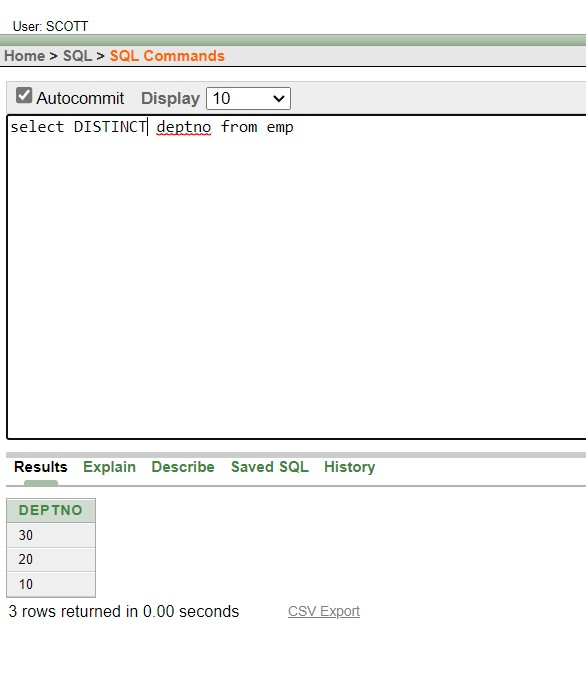 User: SCOTT
Home > SQL > SQL Commands
Autocommit Display 10
select DISTINCT deptno from emp
Results Explain Describe Saved SQL History
DEPTNO
30
20
10
3 rows returned in 0.00 seconds CSV Export